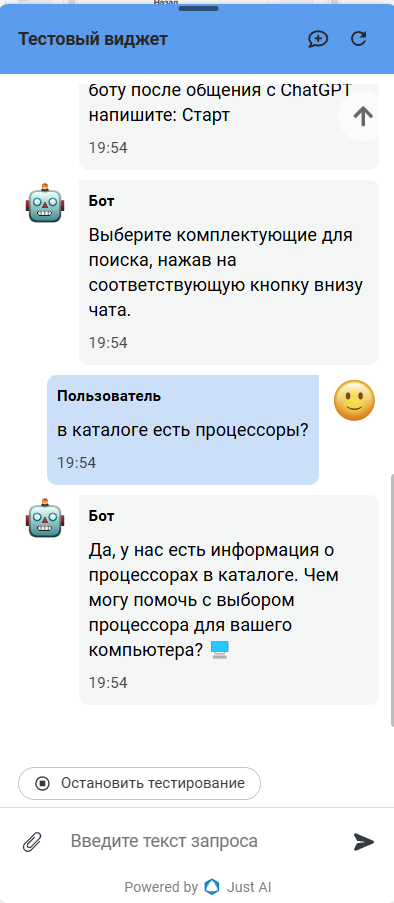 Назад
Тестовый виджет
боту после общения с ChatGPT
напишите: Старт
19:54
Бот
Выберите комплектующие для
поиска, нажав на
соответствующую кнопку внизу
чата.
19:54
Пользователь
в каталоге есть процессоры?
19:54
Бот
Да, у нас есть информация о
процессорах в каталоге. Чем
могу помочь с выбором
процессора для вашего
компьютера?
19:54
Остановить тестирование
Введите текст запроса
Powered by Just AI